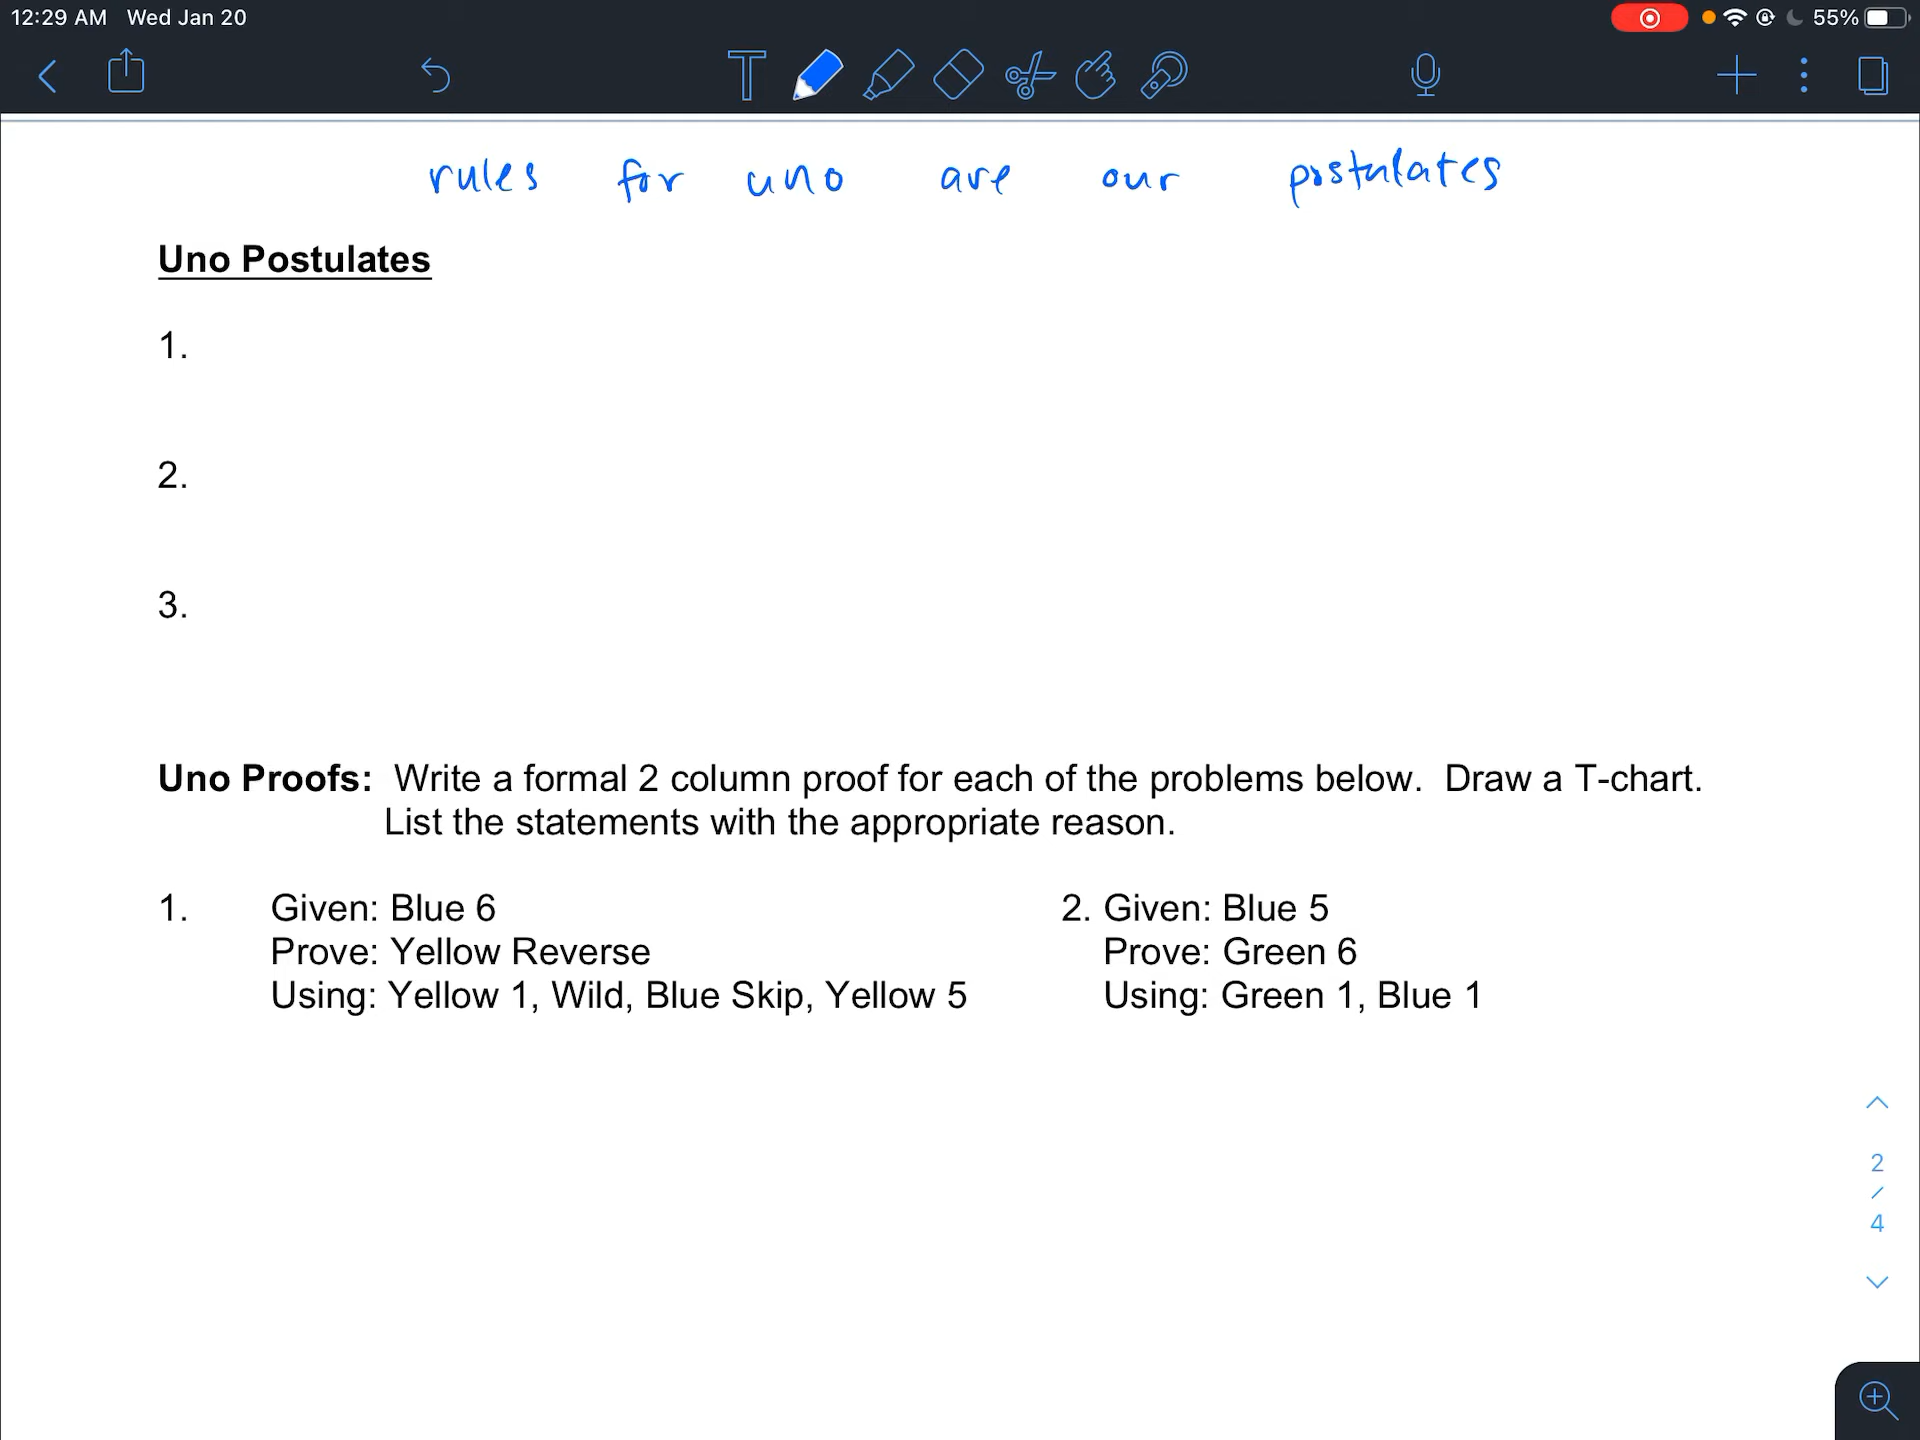 12:29 AM Wed Jan 20 55%
T
rules for uno are our postulates
Uno Postulates
1.
2.
3.
Uno Proofs: Write a formal 2 column proof for each of the problems below. Draw a T-chart.
List the statements with the appropriate reason.
1. Given: Blue 6
Prove: Yellow Reverse
Using: Yellow 1, Wild, Blue Skip, Yellow 5
2. Given: Blue 5
Prove: Green 6
Using: Green 1, Blue 1
2
/
4